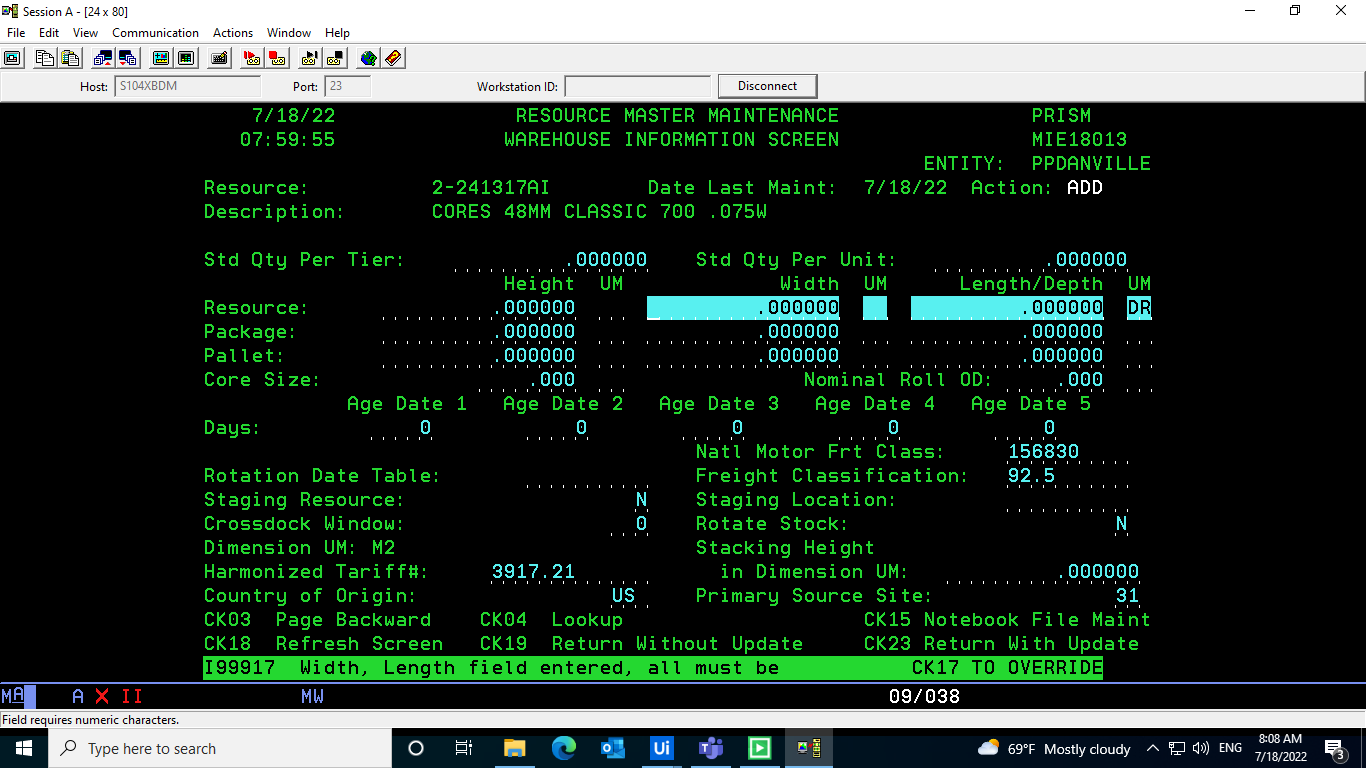 Session A - [24 x 80]
File Edit View Communication Actions Window Help
Host: S104XBDM Port: 23 Workstation ID: Disconnect
7/18/22 RESOURCE MASTER MAINTENANCE PRISM
07:59:55 WAREHOUSE INFORMATION SCREEN MIE18013
ENTITY: PPDANVILLE
Resource: 2-241317AI Date Last Maint: 7/18/22 Action: ADD
Description: CORES 48MM CLASSIC 700 .075W
Std Qty Per Tier: .000000 Std Qty Per Unit: .000000
Height UM Width UM Length/Depth UM
Resource: .000000 .000000 .000000 DR
Package: .000000 .000000 .000000
Pallet: .000000 .000000 .000000
Core Size: .000 Nominal Roll OD: .000
Age Date 1 Age Date 2 Age Date 3 Age Date 4 Age Date 5
Days: 0 0 0 0 0
Natl Motor Frt Class: 156830
Rotation Date Table: Freight Classification: 92.5
Staging Resource: N Staging Location:
Crossdock Window: 0 Rotate Stock: N
Dimension UM: M2 Stacking Height
Harmonized Tariff#: 3917.21 in Dimension UM: .000000
Country of Origin: US Primary Source Site: 31
CK03 Page Backward CK04 Lookup CK15 Notebook File Maint
CK18 Refresh Screen CK19 Return Without Update CK23 Return With Update
I99917 Width, Length field entered, all must be CK17 TO OVERRIDE
MA A X II MW 09/038
Field requires numeric characters.
Type here to search Ui 69°F Mostly cloudy ENG 8:08 AM
7/18/2022 3